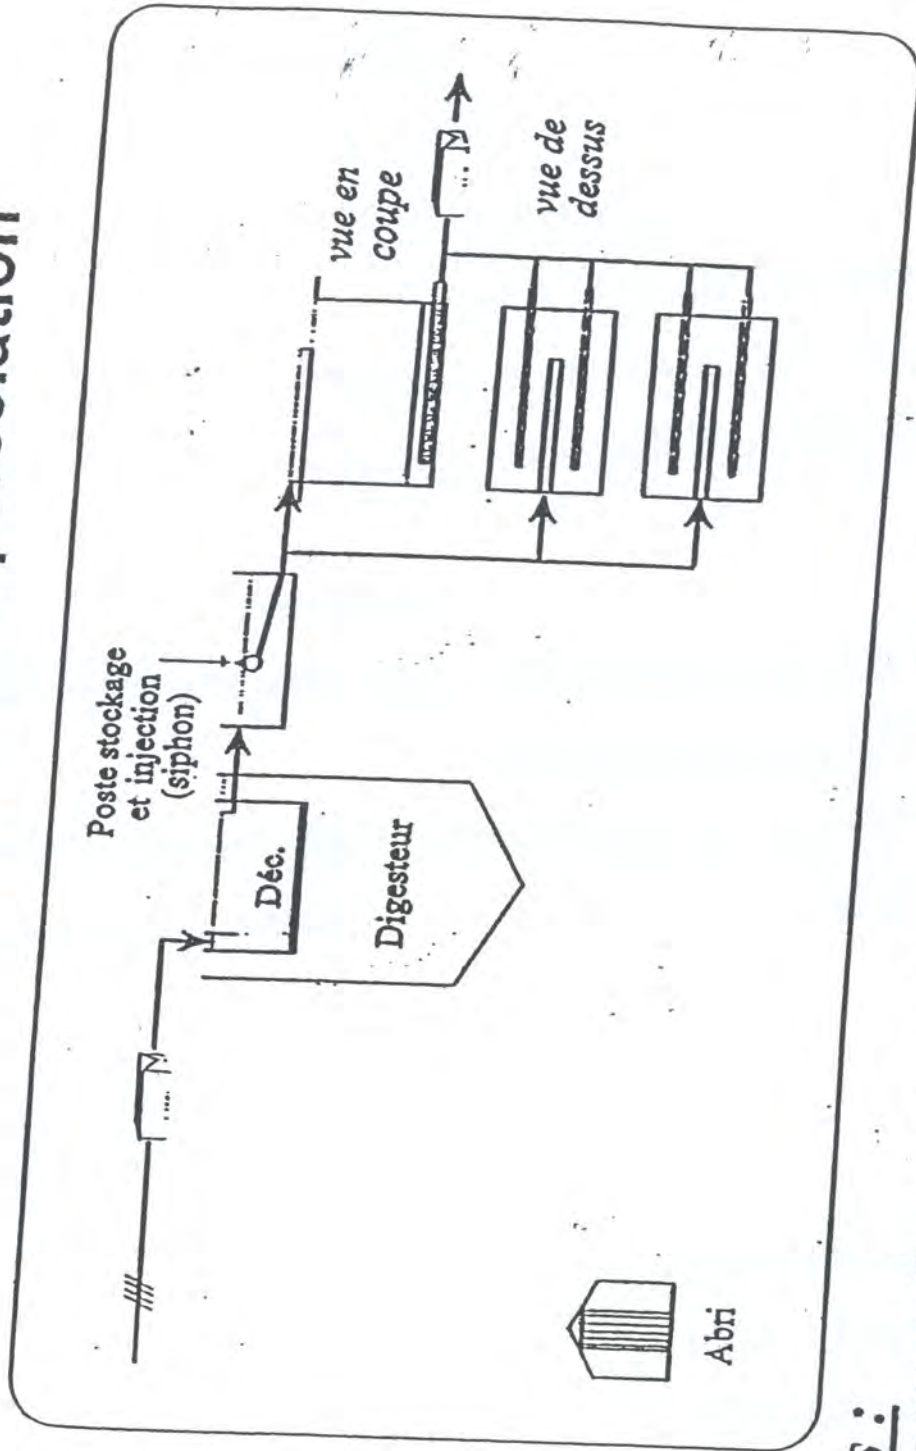 Poste stockage
et injection
(siphon)
Déc.
Digesteur
vue en
coupe
vue de
dessus
Abri